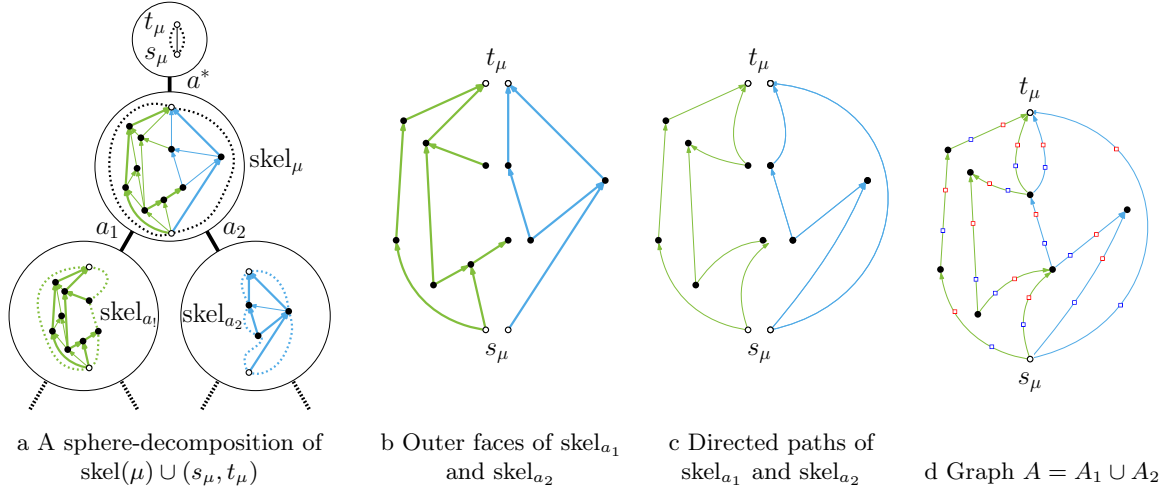 t_μ
s_μ
a*
skel_μ
a_1
a_2
skel_{a_!}
skel_{a_2}
t_μ
s_μ
t_μ
s_μ
t_μ
s_μ
a A sphere-decomposition of
skel(μ) ∪ (s_μ, t_μ)
b Outer faces of skel_{a_1}
and skel_{a_2}
c Directed paths of
skel_{a_1} and skel_{a_2}
d Graph A = A_1 ∪ A_2